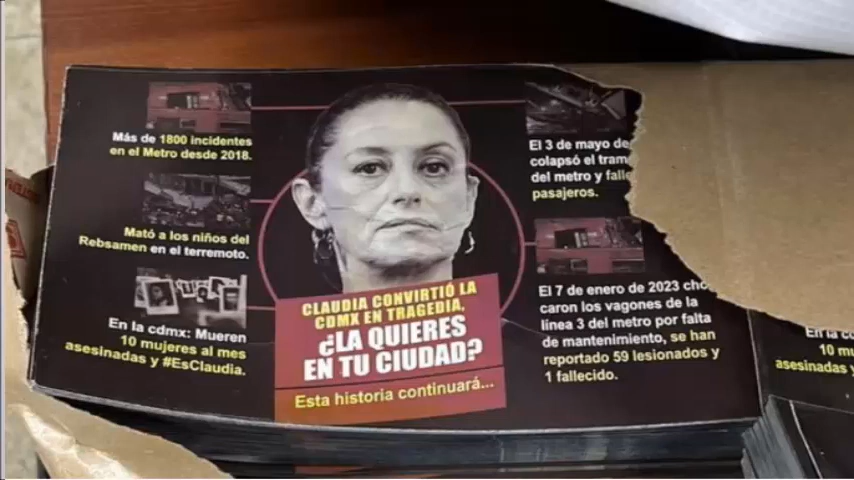 Más de 1800 incidentes
en el Metro desde 2018.
Mató a los niños del
Rebsamen en el terremoto.
En la cdmx: Mueren
10 mujeres al mes
asesinadas y #EsClaudia.
CLAUDIA CONVIRTIÓ LA
CDMX EN TRAGEDIA,
¿LA QUIERES
EN TU CIUDAD?
Esta historia continuará...
El 3 de mayo de
colapsó el tram
del metro y falle
pasajeros.
El 7 de enero de 2023 cho
caron los vagones de la
línea 3 del metro por falta
de mantenimiento, se han
reportado 59 lesionados y
1 fallecido.
En la
10 mu
asesinadas y